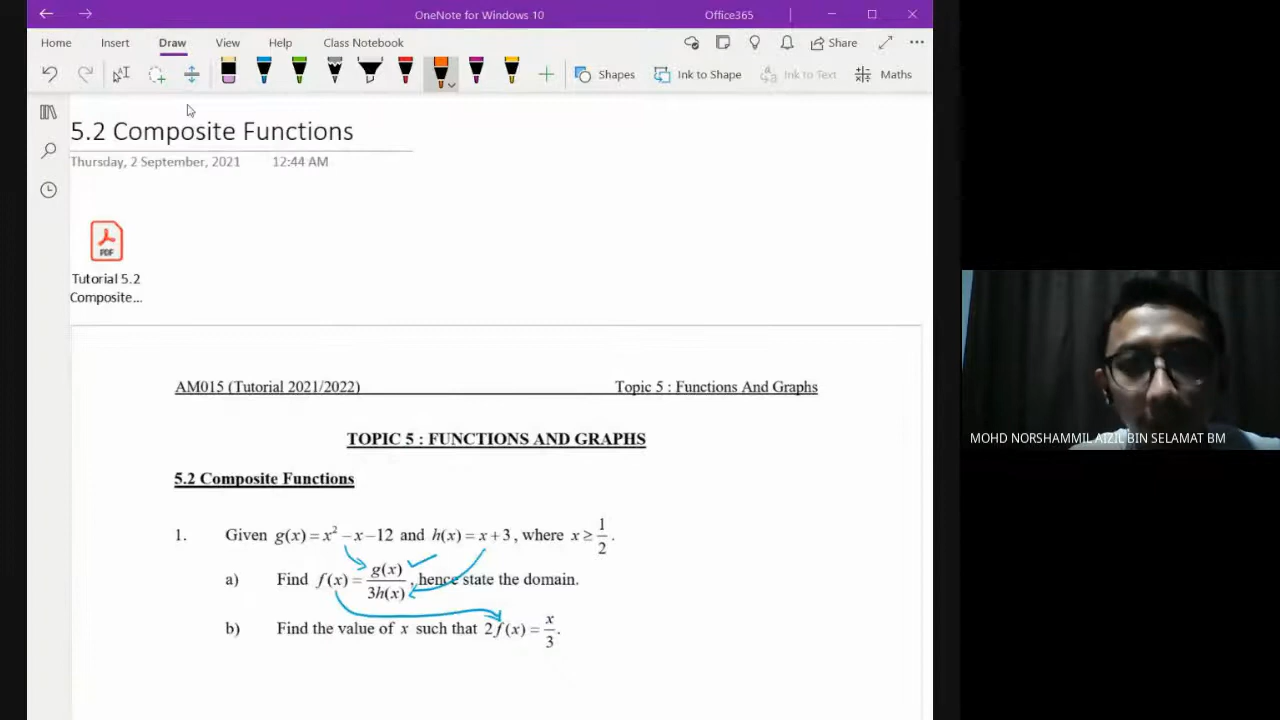 OneNote for Windows 10
Office365
Home Insert Draw View Help Class Notebook Share
Shapes Ink to Shape Ink to Text Maths
5.2 Composite Functions
Thursday, 2 September, 2021 12:44 AM
PDF
Tutorial 5.2
Composite...
AM015 (Tutorial 2021/2022) Topic 5 : Functions And Graphs
TOPIC 5 : FUNCTIONS AND GRAPHS
5.2 Composite Functions
1. Given g(x) = x² – x – 12 and h(x) = x + 3, where x ≥ 1/2.
a) Find f(x) = g(x)/3h(x), hence state the domain.
b) Find the value of x such that 2f(x) = x/3.
MOHD NORSHAMMIL AIZIL BIN SELAMAT BM